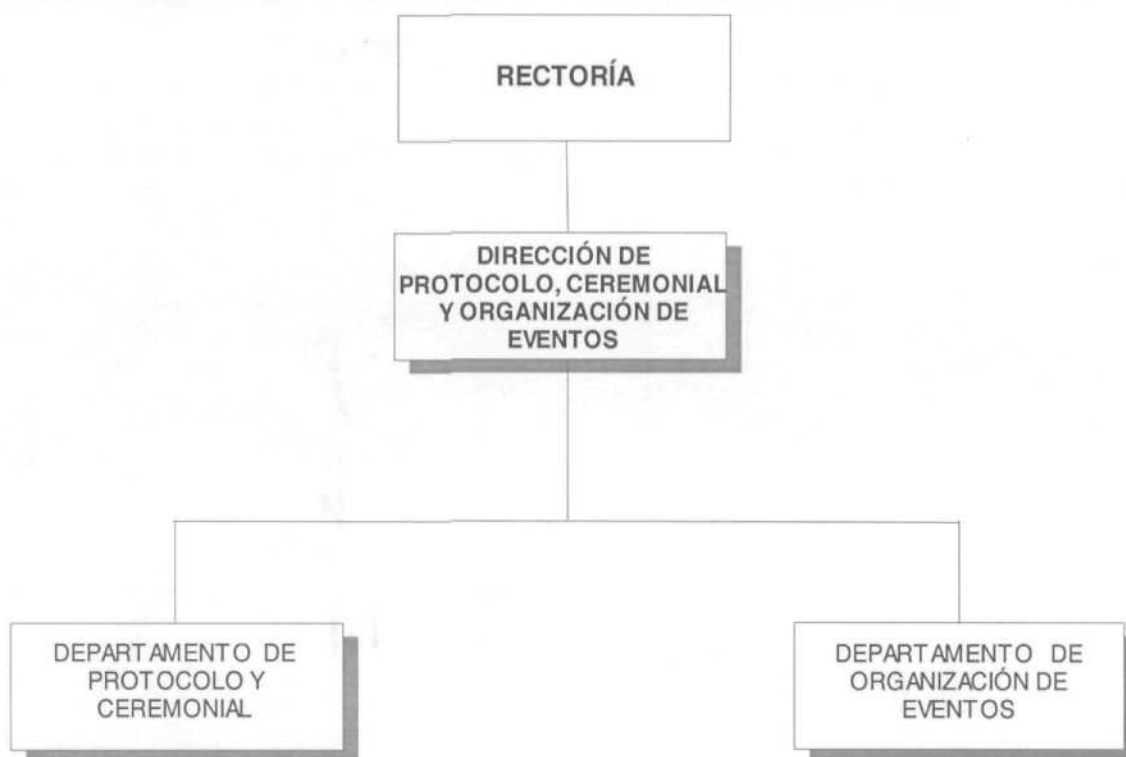 RECTORÍA
DIRECCIÓN DE
PROTOCOLO, CEREMONIAL
Y ORGANIZACIÓN DE
EVENTOS
DEPARTAMENTO DE
PROTOCOLO Y
CEREMONIAL
DEPARTAMENTO DE
ORGANIZACIÓN DE
EVENTOS